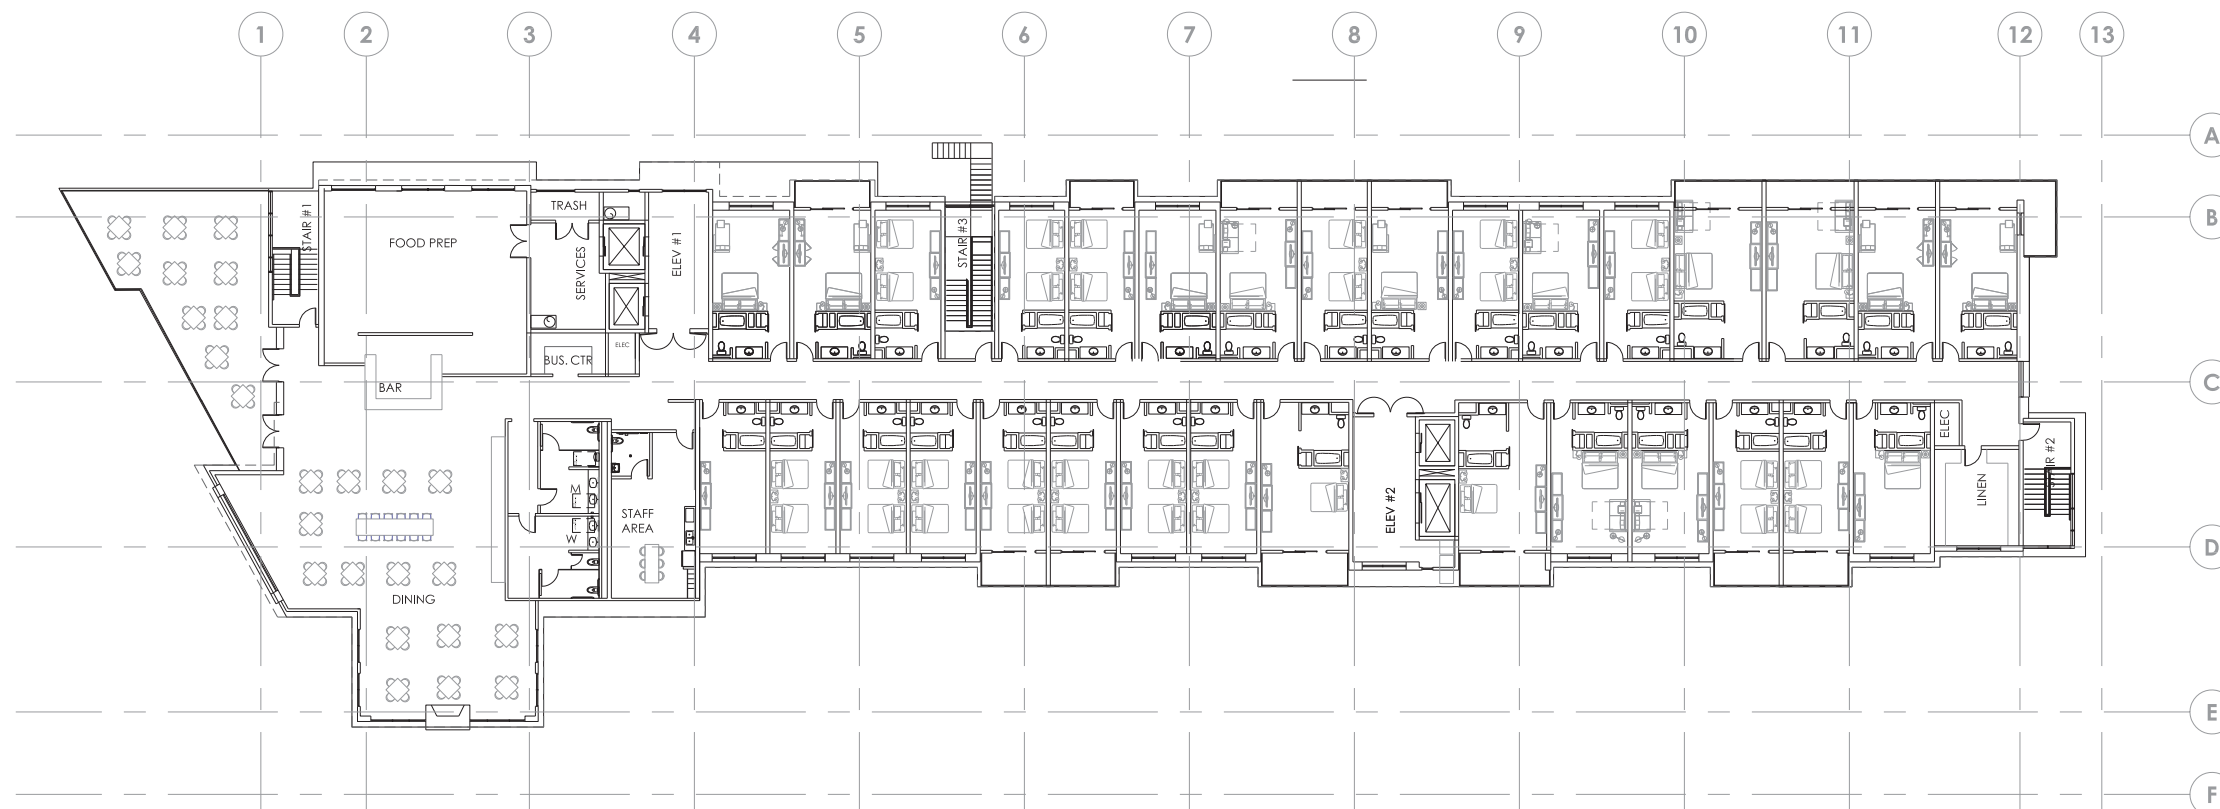 1 2 3 4 5 6 7 8 9 10 11 12 13
A
B
C
D
E
F
STAIR #1
TRASH
FOOD PREP
SERVICES
ELEV #1
STAIR #3
ELEC
BUS. CTR
BAR
M
W
STAFF
AREA
DINING
ELEV #2
ELEC
LINEN
STAIR #2